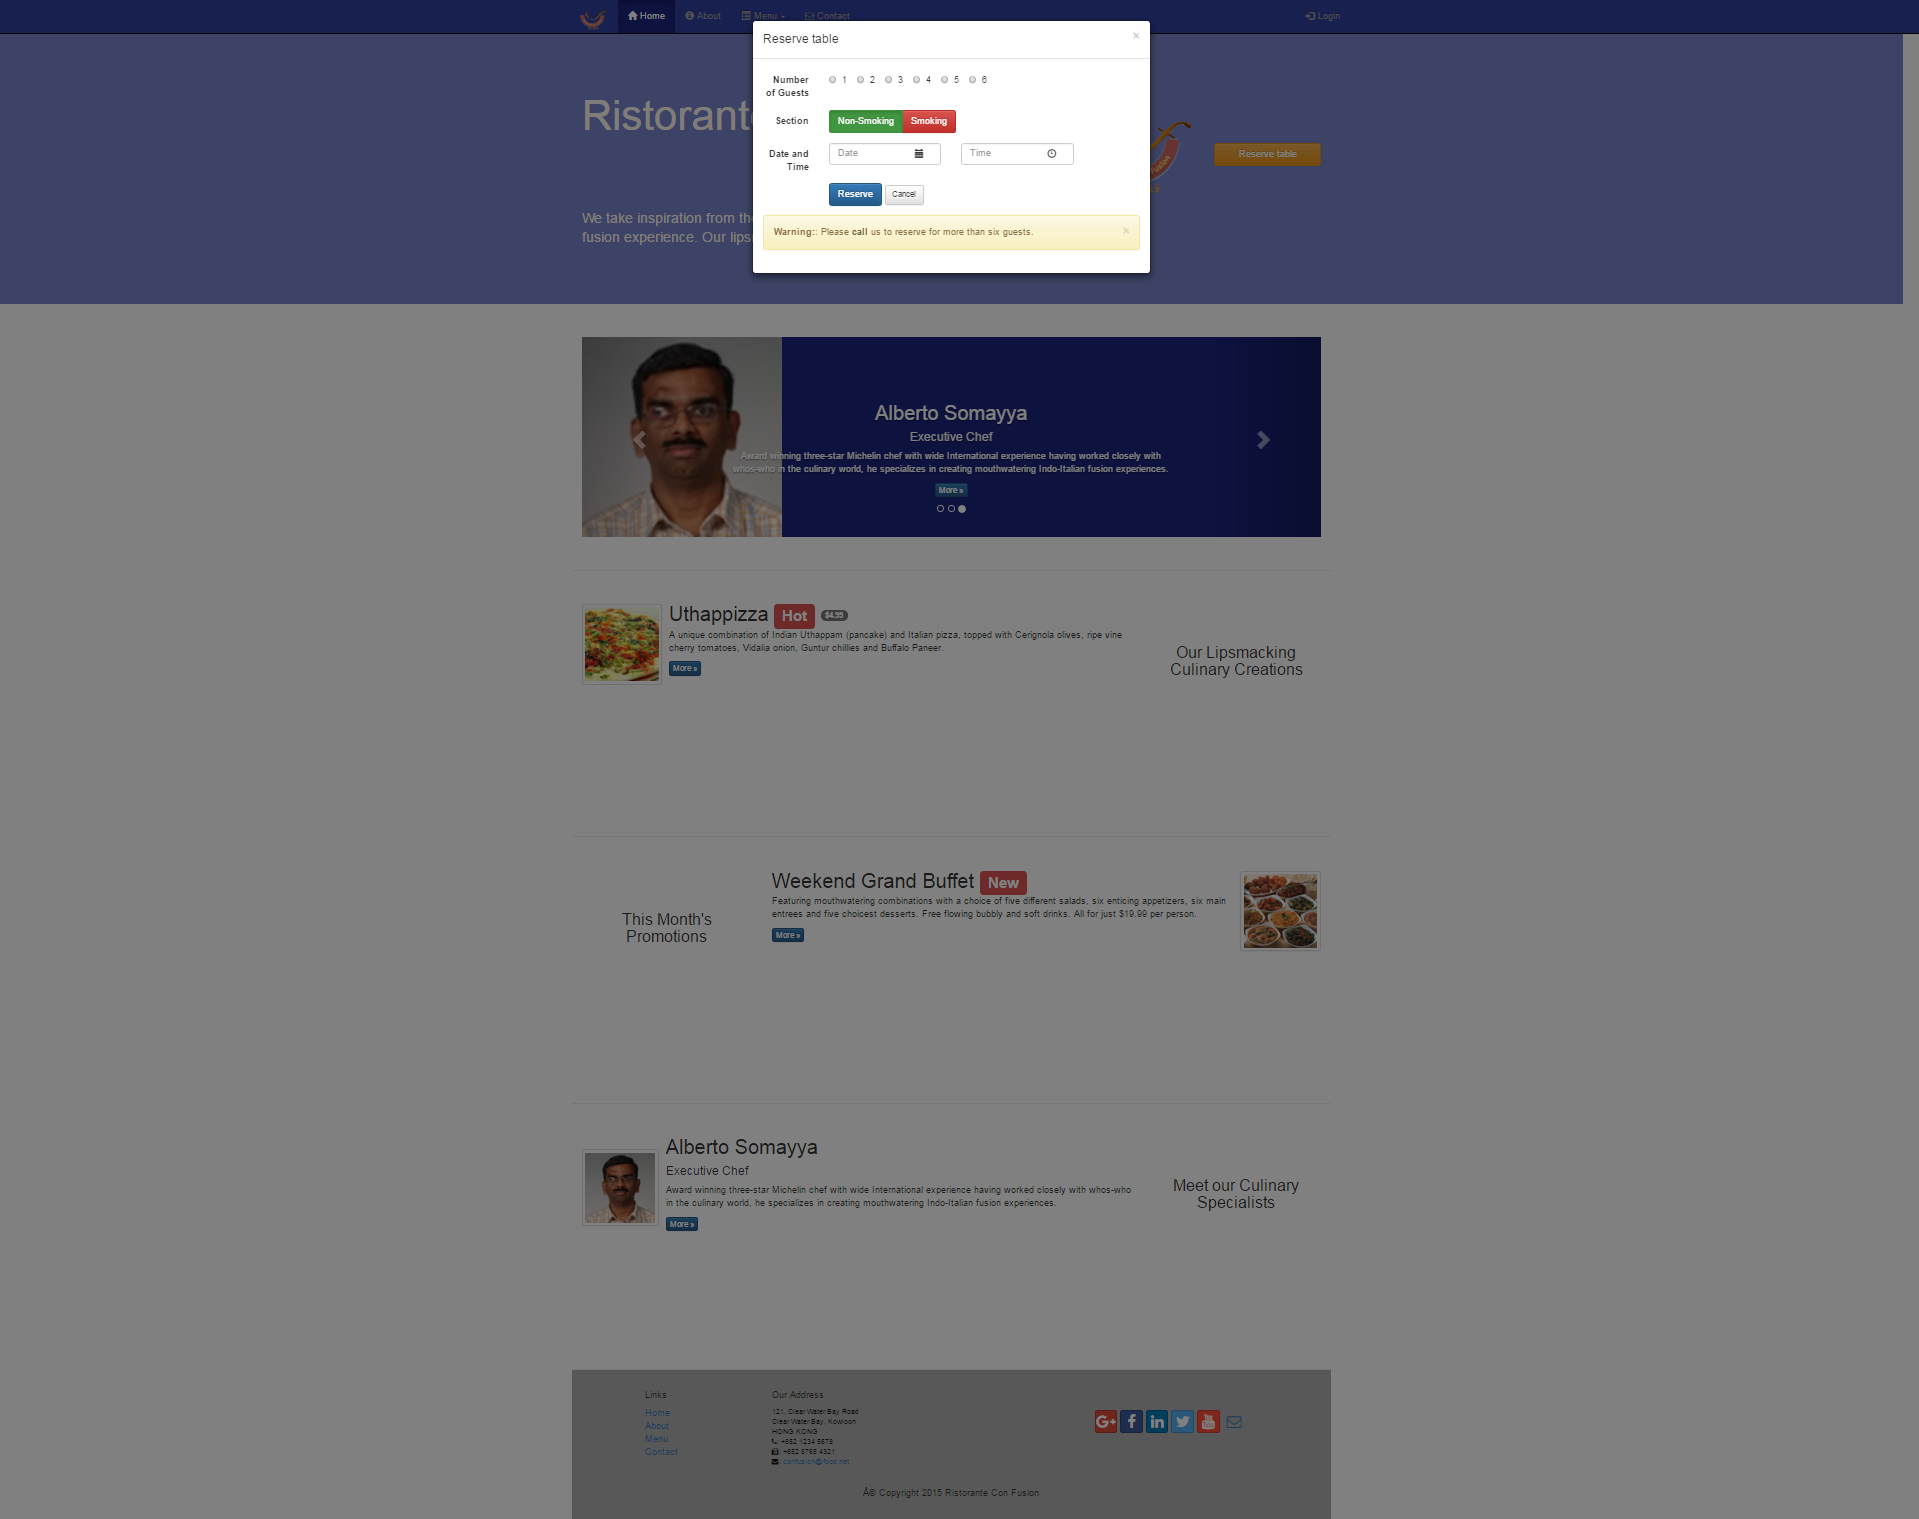 Home About Menu Contact Login
Reserve table ×
Number of Guests 1 2 3 4 5 6
Section Non-Smoking Smoking
Date and Time Date Time
Reserve Cancel
Warning:: Please call us to reserve for more than six guests. ×
Ristorante
Fusion
Reserve table
We take inspiration from th
fusion experience. Our lips
Alberto Somayya
Executive Chef
Award winning three-star Michelin chef with wide International experience having worked closely with
whos-who in the culinary world, he specializes in creating mouthwatering Indo-Italian fusion experiences.
More »
Uthappizza Hot $4.99
A unique combination of Indian Uthappam (pancake) and Italian pizza, topped with Cerignola olives, ripe vine
cherry tomatoes, Vidalia onion, Guntur chillies and Buffalo Paneer.
More »
Our Lipsmacking
Culinary Creations
This Month's
Promotions
Weekend Grand Buffet New
Featuring mouthwatering combinations with a choice of five different salads, six enticing appetizers, six main
entrees and five choicest desserts. Free flowing bubbly and soft drinks. All for just $19.99 per person.
More »
Alberto Somayya
Executive Chef
Award winning three-star Michelin chef with wide International experience having worked closely with whos-who
in the culinary world, he specializes in creating mouthwatering Indo-Italian fusion experiences.
More »
Meet our Culinary
Specialists
Links
Home
About
Menu
Contact
Our Address
121, Clear Water Bay Road
Clear Water Bay, Kowloon
HONG KONG
: +852 1234 5678
: +852 8765 4321
: confusion@food.net
G+ f in You Tube
Â© Copyright 2015 Ristorante Con Fusion